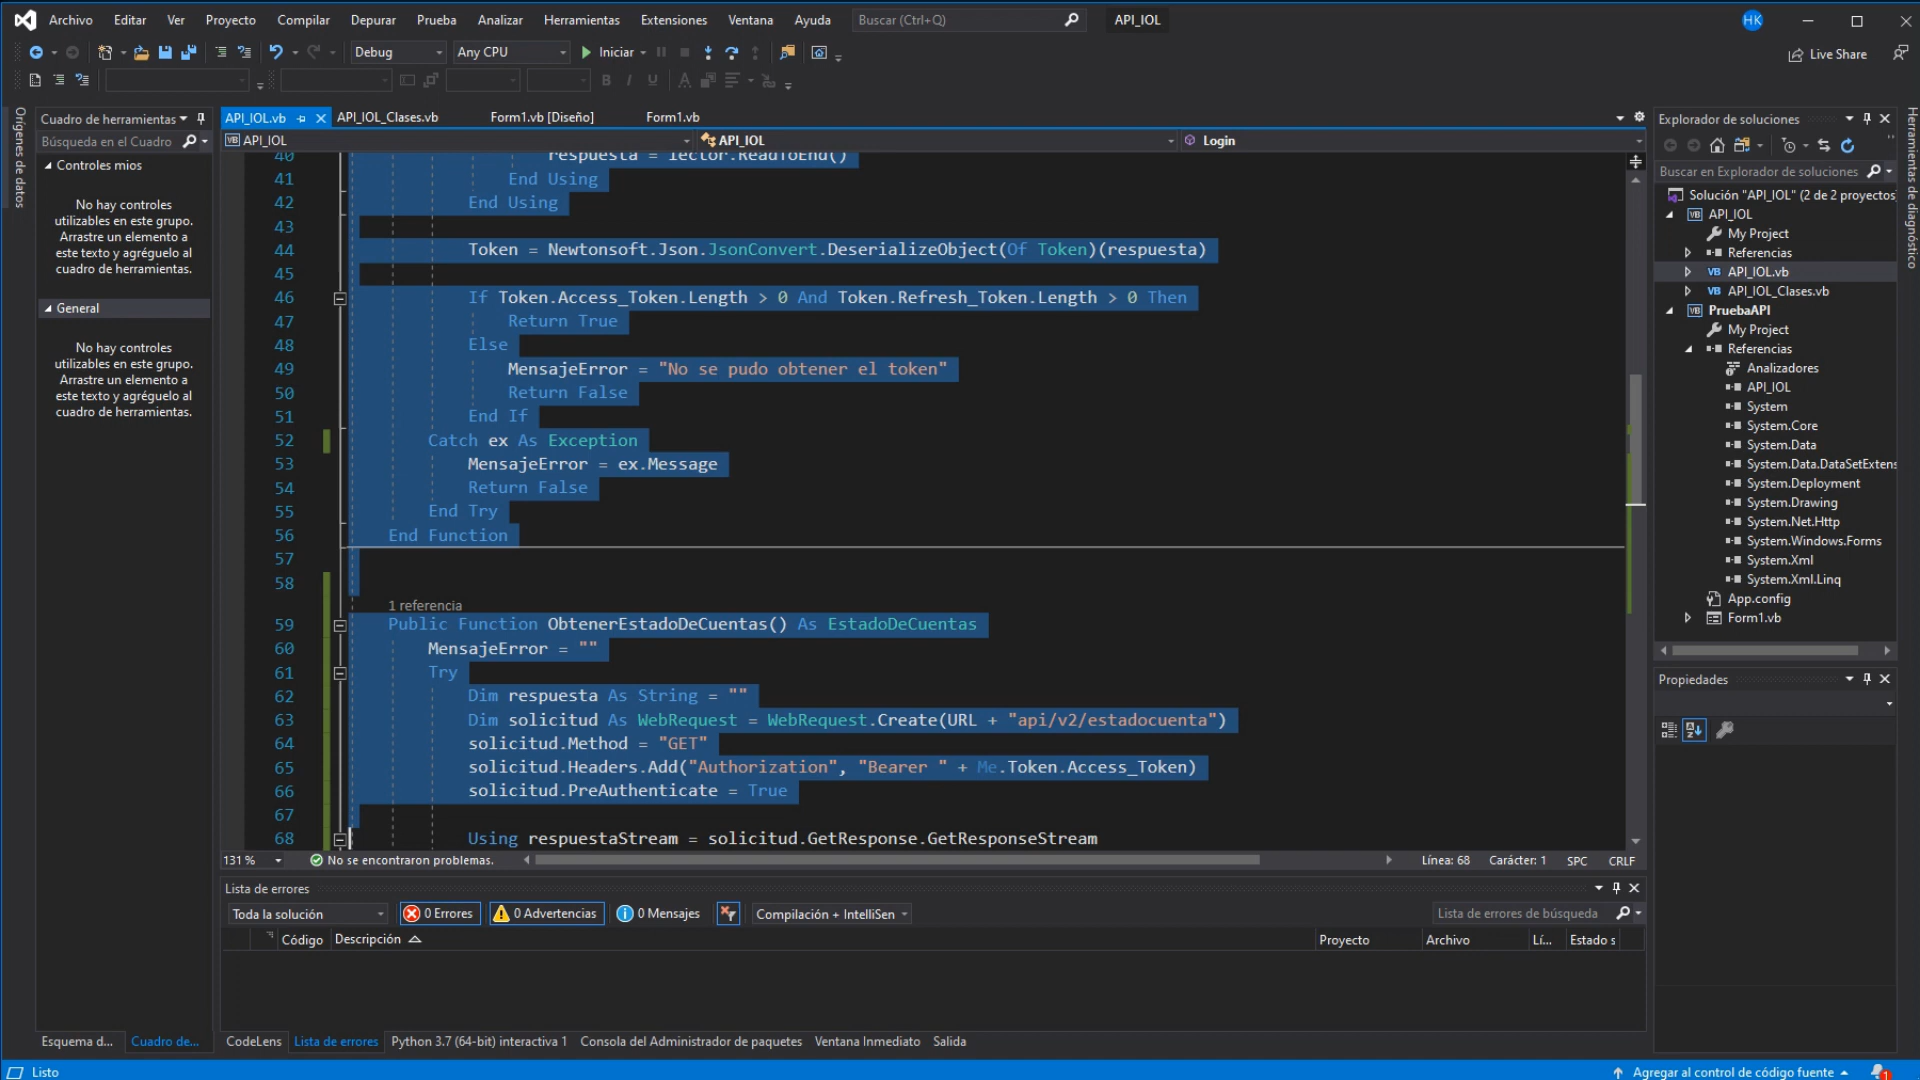 Archivo Editar Ver Proyecto Compilar Depurar Prueba Analizar Herramientas Extensiones Ventana Ayuda Buscar (Ctrl+Q) API_IOL HK
Debug Any CPU Iniciar Live Share
Orígenes de datos
Cuadro de herramientas
Búsqueda en el Cuadro
Controles mios
No hay controles
utilizables en este grupo.
Arrastre un elemento a
este texto y agréguelo al
cuadro de herramientas.
General
No hay controles
utilizables en este grupo.
Arrastre un elemento a
este texto y agréguelo al
cuadro de herramientas.
API_IOL.vb API_IOL_Clases.vb Form1.vb [Diseño] Form1.vb
API_IOL API_IOL Login
40 respuesta = lector.ReadToEnd()
41 End Using
42 End Using
43
44 Token = Newtonsoft.Json.JsonConvert.DeserializeObject(Of Token)(respuesta)
45
46 If Token.Access_Token.Length > 0 And Token.Refresh_Token.Length > 0 Then
47 Return True
48 Else
49 MensajeError = "No se pudo obtener el token"
50 Return False
51 End If
52 Catch ex As Exception
53 MensajeError = ex.Message
54 Return False
55 End Try
56 End Function
57
58
1 referencia
59 Public Function ObtenerEstadoDeCuentas() As EstadoDeCuentas
60 MensajeError = ""
61 Try
62 Dim respuesta As String = ""
63 Dim solicitud As WebRequest = WebRequest.Create(URL + "api/v2/estadocuenta")
64 solicitud.Method = "GET"
65 solicitud.Headers.Add("Authorization", "Bearer " + Me.Token.Access_Token)
66 solicitud.PreAuthenticate = True
67
68 Using respuestaStream = solicitud.GetResponse.GetResponseStream
131 % No se encontraron problemas. Línea: 68 Carácter: 1 SPC CRLF
Lista de errores
Toda la solución 0 Errores 0 Advertencias 0 Mensajes Compilación + IntelliSen Lista de errores de búsqueda
Código Descripción Proyecto Archivo Lí... Estado s
Explorador de soluciones
Buscar en Explorador de soluciones
Solución "API_IOL" (2 de 2 proyectos
API_IOL
My Project
Referencias
API_IOL.vb
API_IOL_Clases.vb
PruebaAPI
My Project
Referencias
Analizadores
API_IOL
System
System.Core
System.Data
System.Data.DataSetExtens
System.Deployment
System.Drawing
System.Net.Http
System.Windows.Forms
System.Xml
System.Xml.Linq
App.config
Form1.vb
Propiedades
Herramientas de diagnóstico
Esquema d... Cuadro de... CodeLens Lista de errores Python 3.7 (64-bit) interactiva 1 Consola del Administrador de paquetes Ventana Inmediato Salida
Listo Agregar al control de código fuente 1